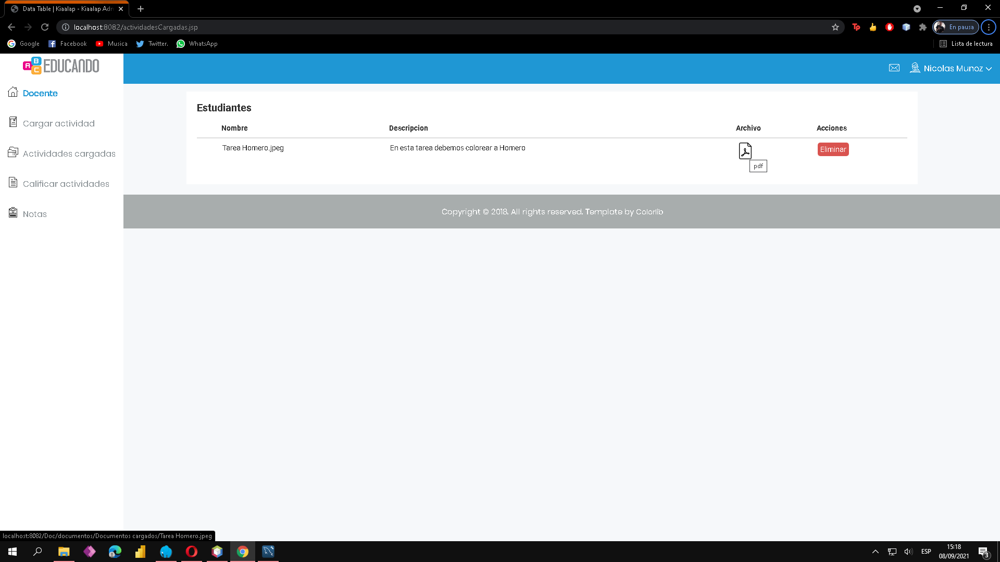 Data Table | Kiaalap - Kiaalap Adn
localhost:8082/actividadesCargadas.jsp
Tp
En pausa
Google
Facebook
Musica
Twitter.
WhatsApp
Lista de lectura
A B C EDUCANDO
Nicolas Munoz
Docente
Cargar actividad
Actividades cargadas
Calificar actividades
Notas
Estudiantes
Nombre Descripcion Archivo Acciones
Tarea Homero.jpeg En esta tarea debemos colorear a Homero Eliminar
pdf
Copyright © 2018. All rights reserved. Template by Colorlib
localhost:8082/Doc/documentos/Documentos cargados/Tarea Homero.jpeg
ESP
15:18
08/09/2021
3